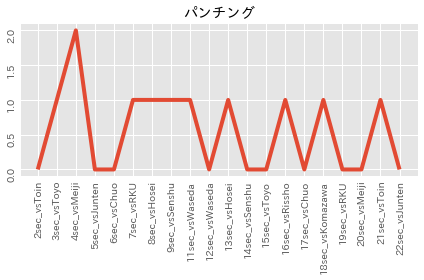 パンチング
2.0
1.5
1.0
0.5
0.0
2sec_vsToin
3sec_vsToyo
4sec_vsMeiji
5sec_vsJunten
6sec_vsChuo
7sec_vsRKU
8sec_vsHosei
9sec_vsSenshu
11sec_vsWaseda
12sec_vsWaseda
13sec_vsHosei
14sec_vsSenshu
15sec_vsToyo
16sec_vsRissho
17sec_vsChuo
18sec_vsKomazawa
19sec_vsRKU
20sec_vsMeiji
21sec_vsToin
22sec_vsJunten